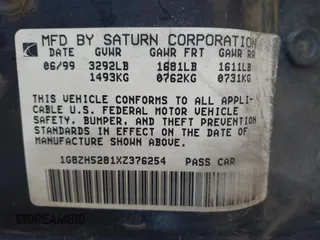 MFD BY SATURN CORPORATION
DATE GVWR GAWR FRT GAWR RR
06/99 3292LB 1681LB 1611LB
1493KG 0762KG 0731KG
THIS VEHICLE CONFORMS TO ALL APPLI-
CABLE U.S. FEDERAL MOTOR VEHICLE
SAFETY, BUMPER, AND THEFT PREVENTION
STANDARDS IN EFFECT ON THE DATE OF
MANUFACTURE SHOWN ABOVE.
1G8ZH5281XZ376254 PASS CAR
© IDREAMBID